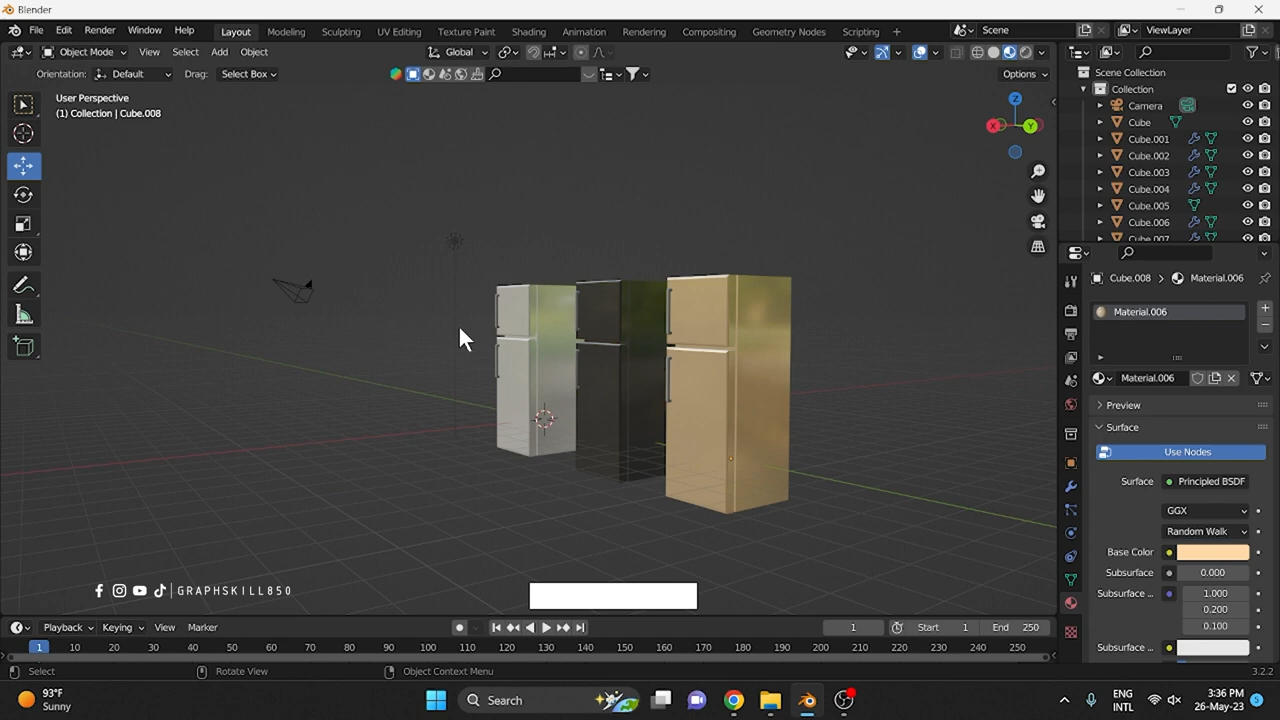 Blender
File Edit Render Window Help Layout Modeling Sculpting UV Editing Texture Paint Shading Animation Rendering Compositing Geometry Nodes Scripting + Scene ViewLayer
Object Mode View Select Add Object Global
Orientation: Default Drag: Select Box Options
User Perspective
(1) Collection | Cube.008
Z
X
Y
Scene Collection
Collection
Camera
Cube
Cube.001
Cube.002
Cube.003
Cube.004
Cube.005
Cube.006
Cube.007
Cube.008 > Material.006
Material.006
Material.006
Preview
Surface
Use Nodes
Surface Principled BSDF
GGX
Random Walk
Base Color
Subsurface 0.000
Subsurface ... 1.000
0.200
0.100
Subsurface ...
GRAPHSKILL850
Playback Keying View Marker 1 Start 1 End 250
1 10 20 30 40 50 60 70 80 90 100 110 120 130 140 150 160 170 180 190 200 210 220 230 240 250
Select Rotate View Object Context Menu 3.2.2
93°F
Sunny
Search
ENG
INTL
3:36 PM
26-May-23
5